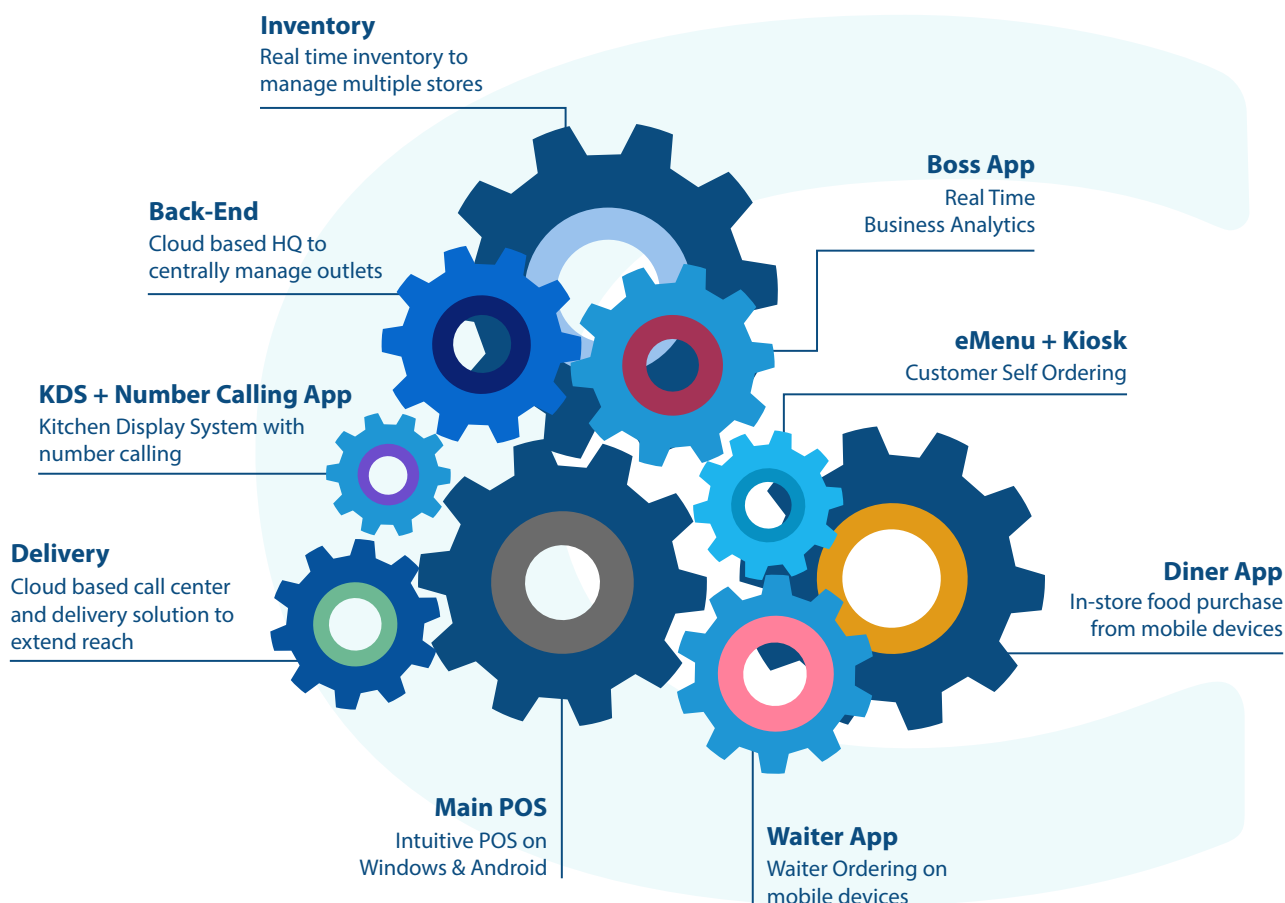 Inventory
Real time inventory to
manage multiple stores
Boss App
Real Time
Business Analytics
Back-End
Cloud based HQ to
centrally manage outlets
eMenu + Kiosk
Customer Self Ordering
KDS + Number Calling App
Kitchen Display System with
number calling
Delivery
Cloud based call center
and delivery solution to
extend reach
Diner App
In-store food purchase
from mobile devices
Main POS
Intuitive POS on
Windows & Android
Waiter App
Waiter Ordering on
mobile devices